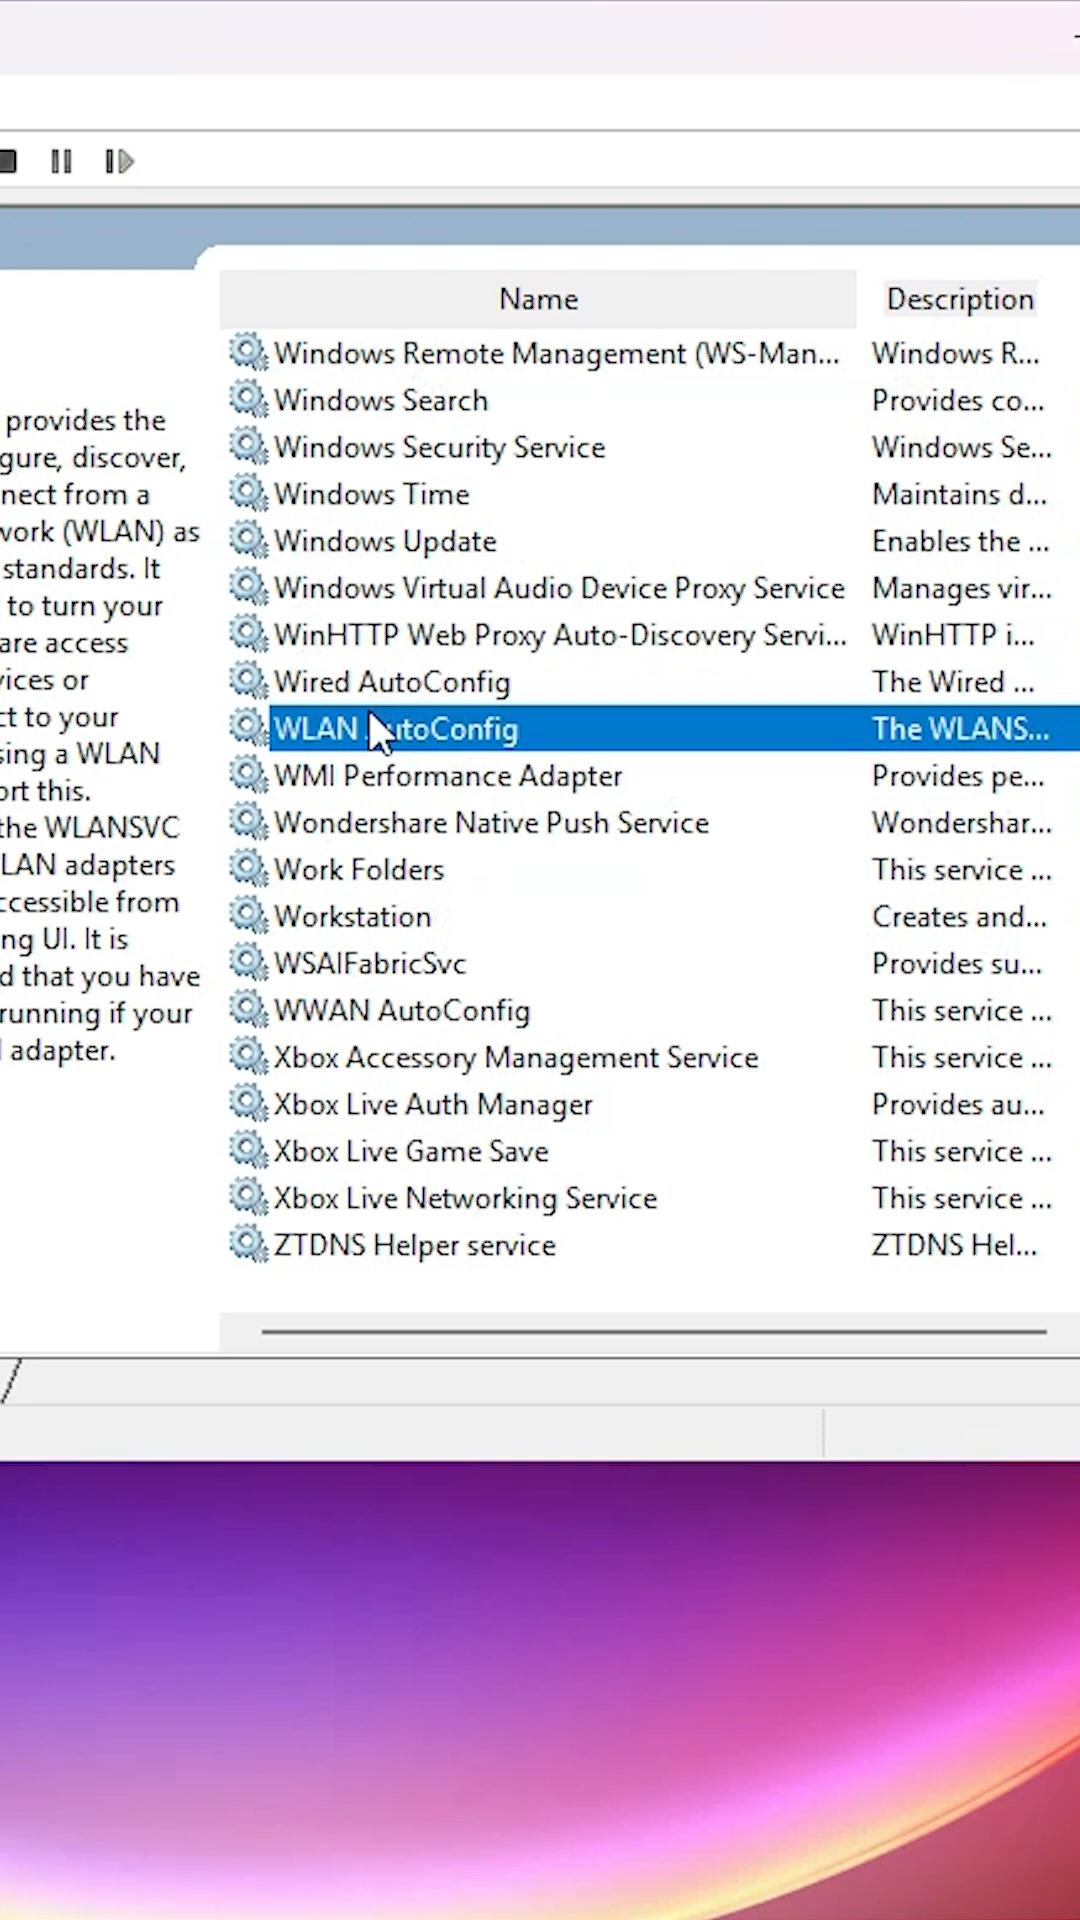 Name
Description
Windows Remote Management (WS-Man...
Windows R...
Windows Search
Provides co...
Windows Security Service
Windows Se...
Windows Time
Maintains d...
Windows Update
Enables the ...
Windows Virtual Audio Device Proxy Service
Manages vir...
WinHTTP Web Proxy Auto-Discovery Servi...
WinHTTP i...
Wired AutoConfig
The Wired ...
WLAN utoConfig
The WLANS...
WMI Performance Adapter
Provides pe...
Wondershare Native Push Service
Wondershar...
Work Folders
This service ...
Workstation
Creates and...
WSAIFabricSvc
Provides su...
WWAN AutoConfig
This service ...
Xbox Accessory Management Service
This service ...
Xbox Live Auth Manager
Provides au...
Xbox Live Game Save
This service ...
Xbox Live Networking Service
This service ...
ZTDNS Helper service
ZTDNS Hel...
provides the
gure, discover,
nnect from a
work (WLAN) as
standards. It
to turn your
are access
vices or
ct to your
sing a WLAN
ort this.
the WLANSVC
LAN adapters
ccessible from
ng UI. It is
d that you have
running if your
adapter.